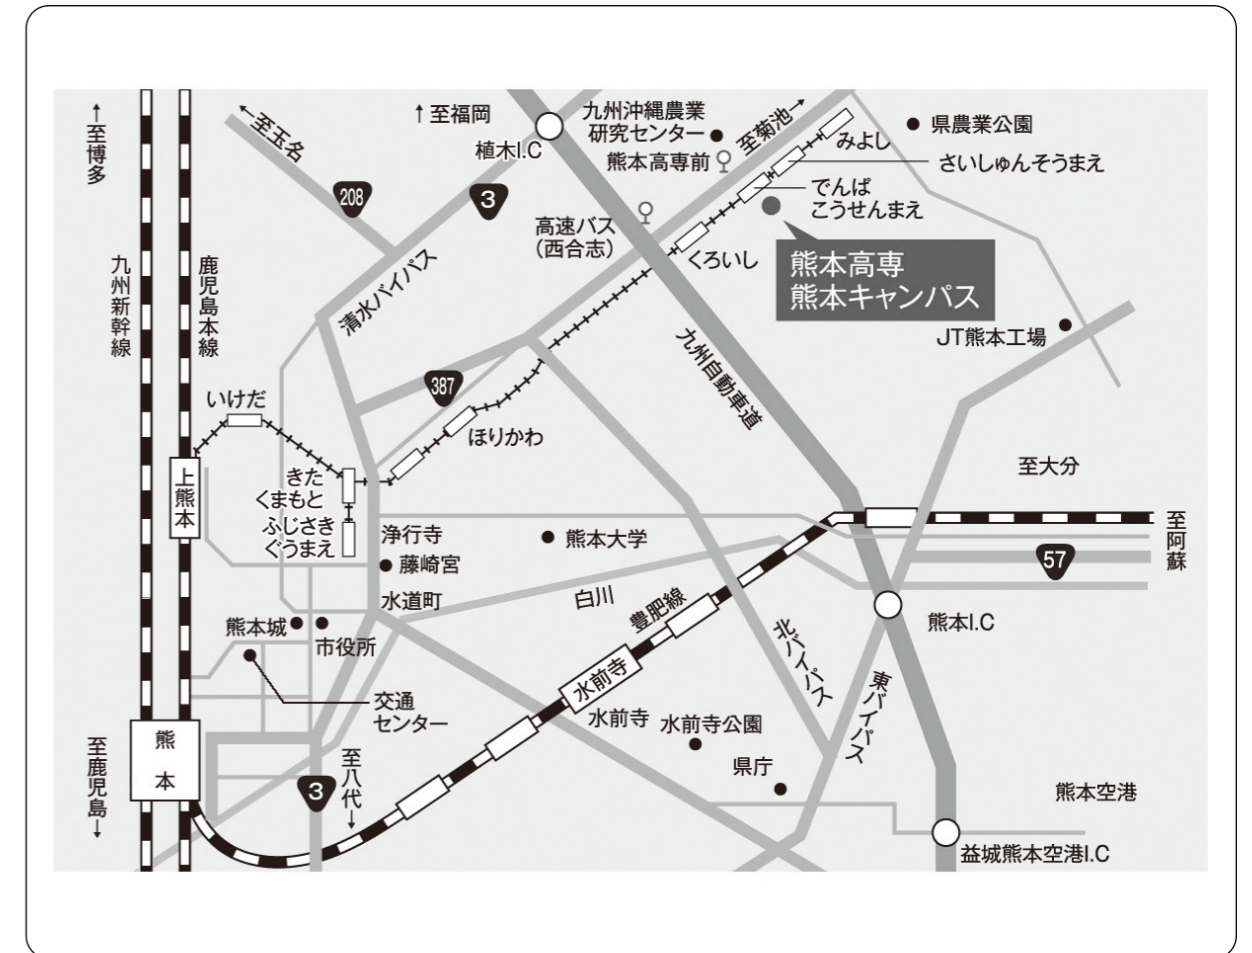 ↑至博多
←至玉名
↑至福岡
植木I.C
九州沖縄農業
研究センター
熊本高専前
至菊池→
みよし
県農業公園
さいしゅんそうまえ
でんぱ
こうせんまえ
208
3
高速バス
(西合志)
くろいし
熊本高専
熊本キャンパス
九州新幹線
鹿児島本線
清水バイパス
九州自動車道
JT熊本工場
387
いけだ
ほりかわ
上熊本
きた
くまもと
ふじさき
ぐうまえ
浄行寺
藤崎宮
水道町
熊本大学
至大分
至阿蘇
57
白川
豊肥線
熊本I.C
熊本城
市役所
交通
センター
北バイパス
東バイパス
水前寺
水前寺
水前寺公園
県庁
熊本
至鹿児島→
3
至八代→
熊本空港
益城熊本空港I.C